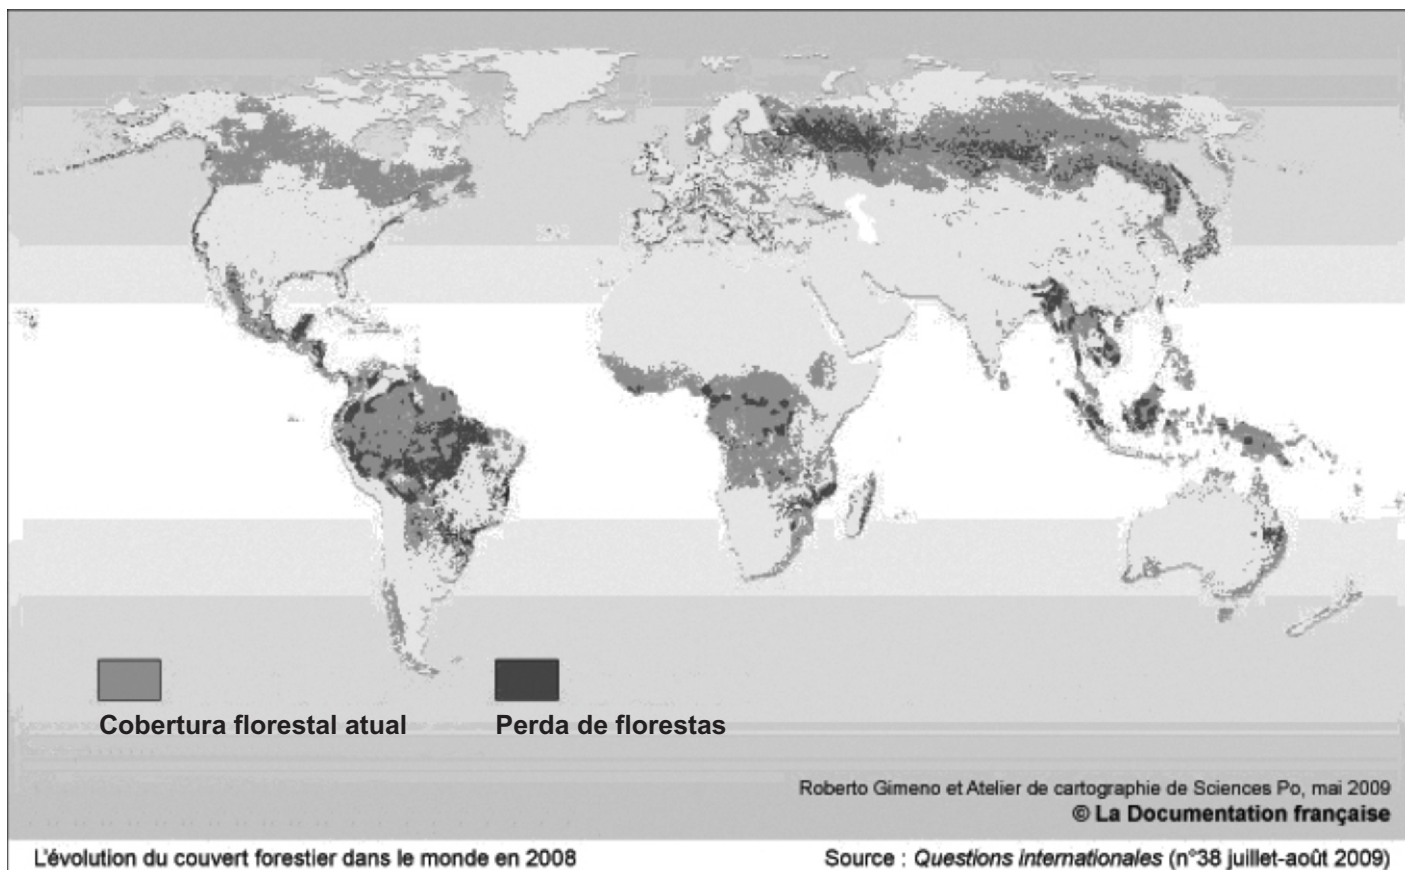 Cobertura florestal atual
Perda de florestas
Roberto Gimeno et Atelier de cartographie de Sciences Po, mai 2009
© La Documentation française
L'évolution du couvert forestier dans le monde en 2008
Source : Questions internationales (n°38 juillet-août 2009)